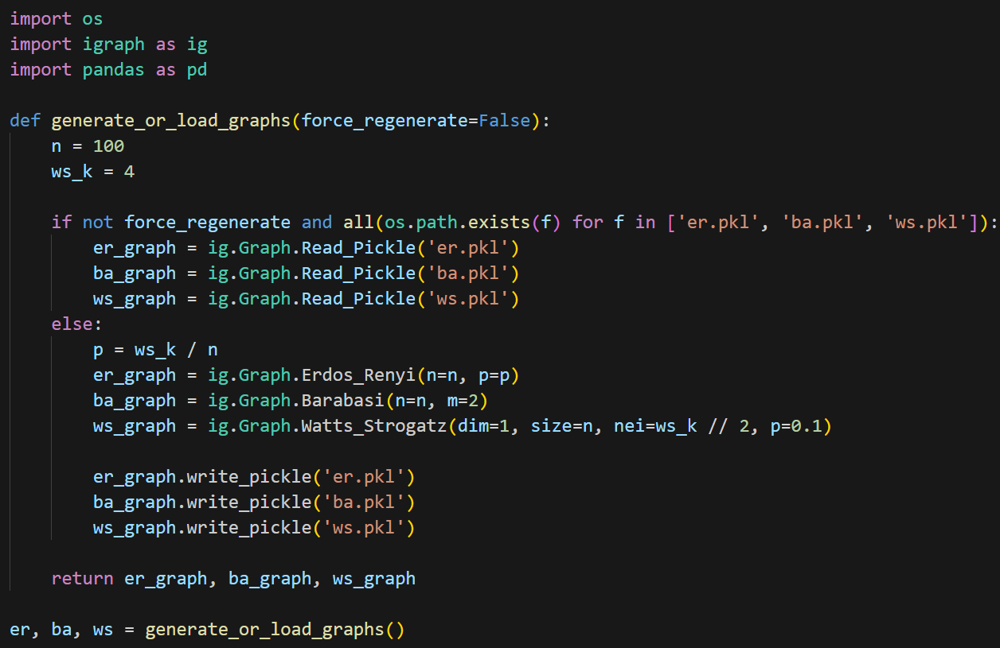 import os
import igraph as ig
import pandas as pd

def generate_or_load_graphs(force_regenerate=False):
    n = 100
    ws_k = 4

    if not force_regenerate and all(os.path.exists(f) for f in ['er.pkl', 'ba.pkl', 'ws.pkl']):
        er_graph = ig.Graph.Read_Pickle('er.pkl')
        ba_graph = ig.Graph.Read_Pickle('ba.pkl')
        ws_graph = ig.Graph.Read_Pickle('ws.pkl')
    else:
        p = ws_k / n
        er_graph = ig.Graph.Erdos_Renyi(n=n, p=p)
        ba_graph = ig.Graph.Barabasi(n=n, m=2)
        ws_graph = ig.Graph.Watts_Strogatz(dim=1, size=n, nei=ws_k // 2, p=0.1)

        er_graph.write_pickle('er.pkl')
        ba_graph.write_pickle('ba.pkl')
        ws_graph.write_pickle('ws.pkl')

    return er_graph, ba_graph, ws_graph

er, ba, ws = generate_or_load_graphs()